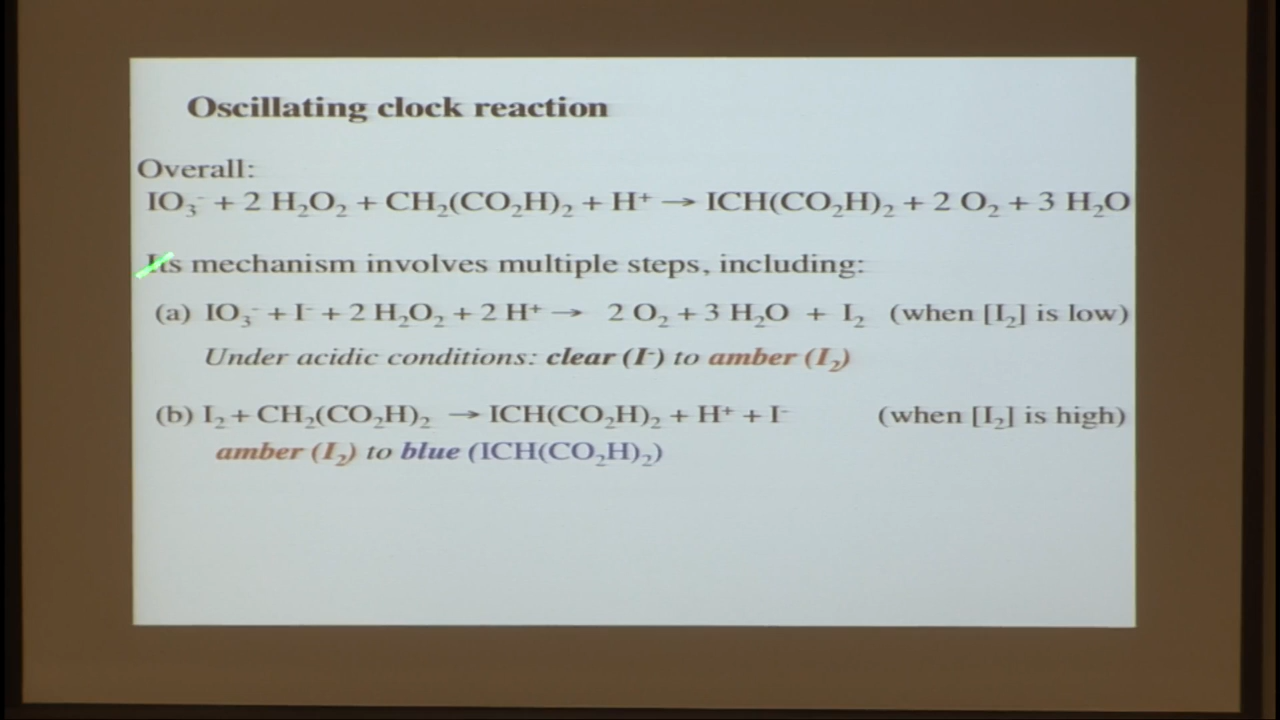 Oscillating clock reaction
Overall:
IO₃⁻ + 2 H₂O₂ + CH₂(CO₂H)₂ + H⁺ → ICH(CO₂H)₂ + 2 O₂ + 3 H₂O
Its mechanism involves multiple steps, including:
(a) IO₃⁻ + I⁻ + 2 H₂O₂ + 2 H⁺ → 2 O₂ + 3 H₂O + I₂ (when [I₂] is low)
Under acidic conditions: clear (I⁻) to amber (I₂)
(b) I₂ + CH₂(CO₂H)₂ → ICH(CO₂H)₂ + H⁺ + I⁻ (when [I₂] is high)
amber (I₂) to blue (ICH(CO₂H)₂)